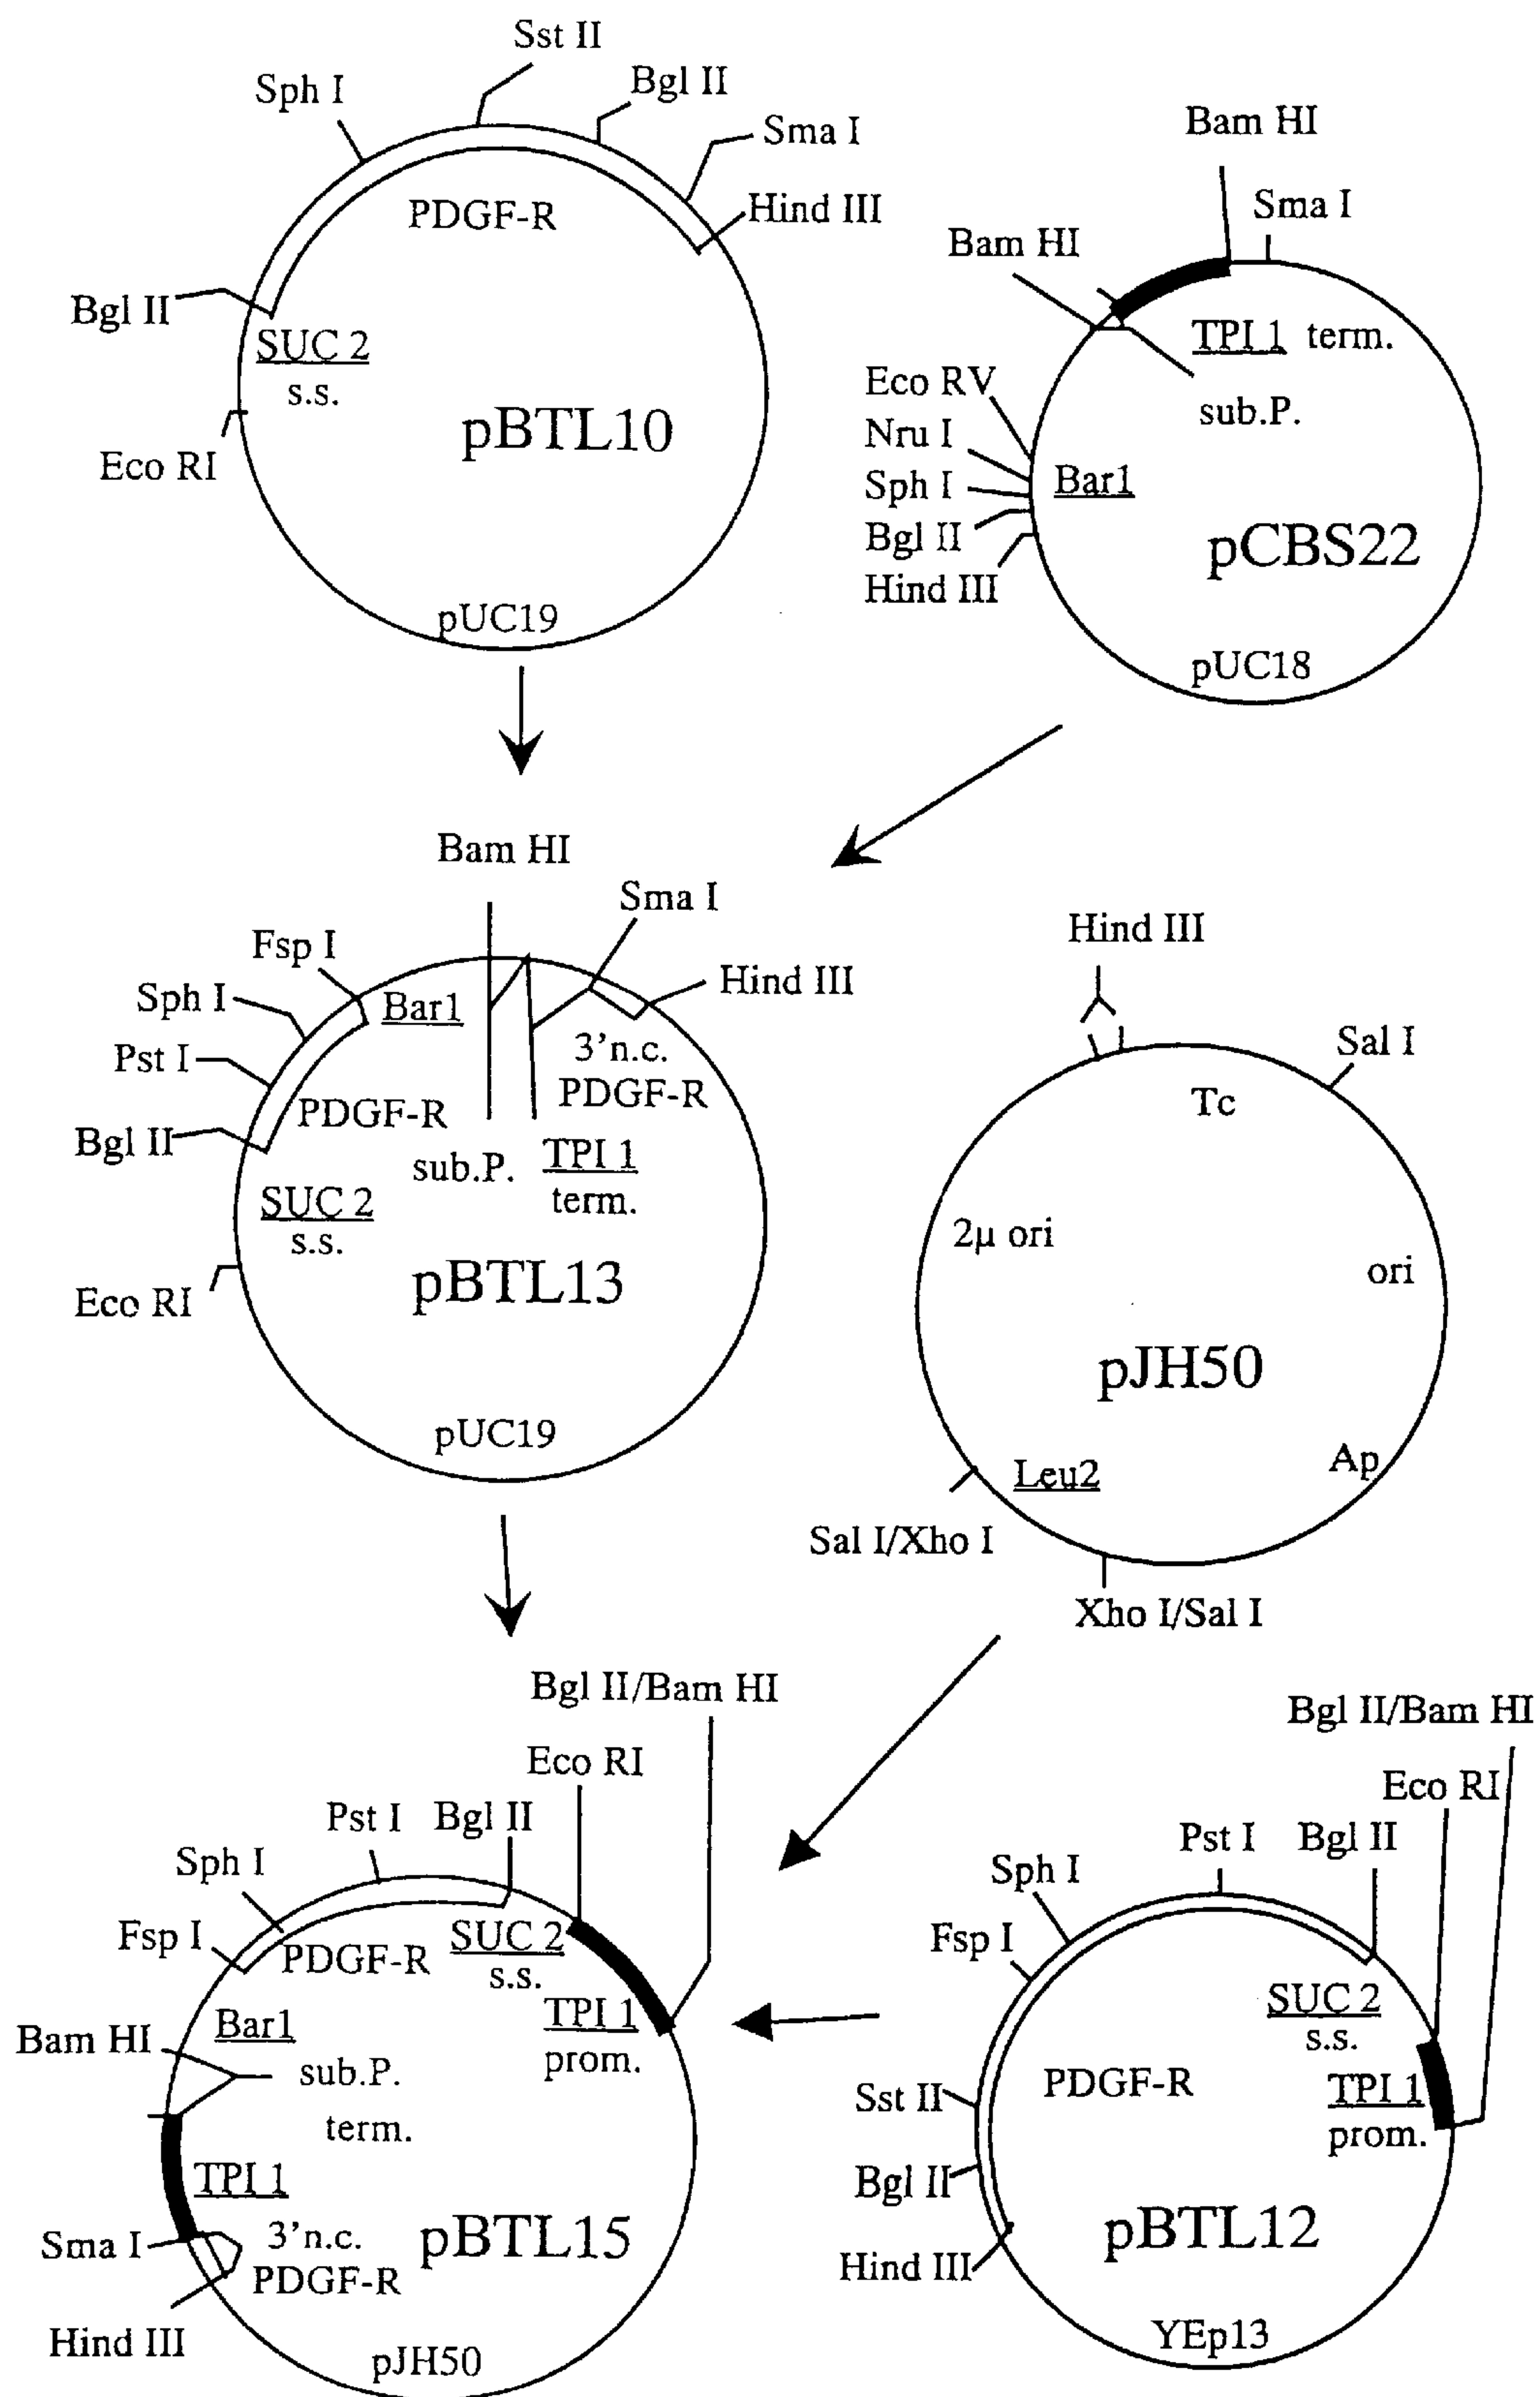 Sst II
Sph I
Bgl II
Sma I
PDGF-R
Hind III
Bgl II
SUC 2
s.s.
pBTL10
Eco RI
pUC19
Bam HI
Sma I
Bam HI
TPI 1 term.
Eco RV
sub.P.
Nru I
Sph I
Bar1
Bgl II
pCBS22
Hind III
pUC18
Bam HI
Sma I
Fsp I
Hind III
Sph I
Bar1
Pst I
3'n.c.
PDGF-R
PDGF-R
Bgl II
sub.P.
TPI 1
term.
SUC 2
s.s.
pBTL13
Eco RI
pUC19
Hind III
Sal I
Tc
2μ ori
ori
pJH50
Ap
Leu2
Sal I/Xho I
Xho I/Sal I
Bgl II/Bam HI
Eco RI
Pst I
Bgl II
Sph I
Fsp I
PDGF-R
SUC 2
s.s.
TPI 1
prom.
Bar1
Bam HI
sub.P.
term.
TPI 1
Sma I
3'n.c.
PDGF-R
pBTL15
Hind III
pJH50
Bgl II/Bam HI
Eco RI
Pst I
Bgl II
Sph I
Fsp I
SUC 2
s.s.
PDGF-R
TPI 1
prom.
Sst II
Bgl II
pBTL12
Hind III
YEp13